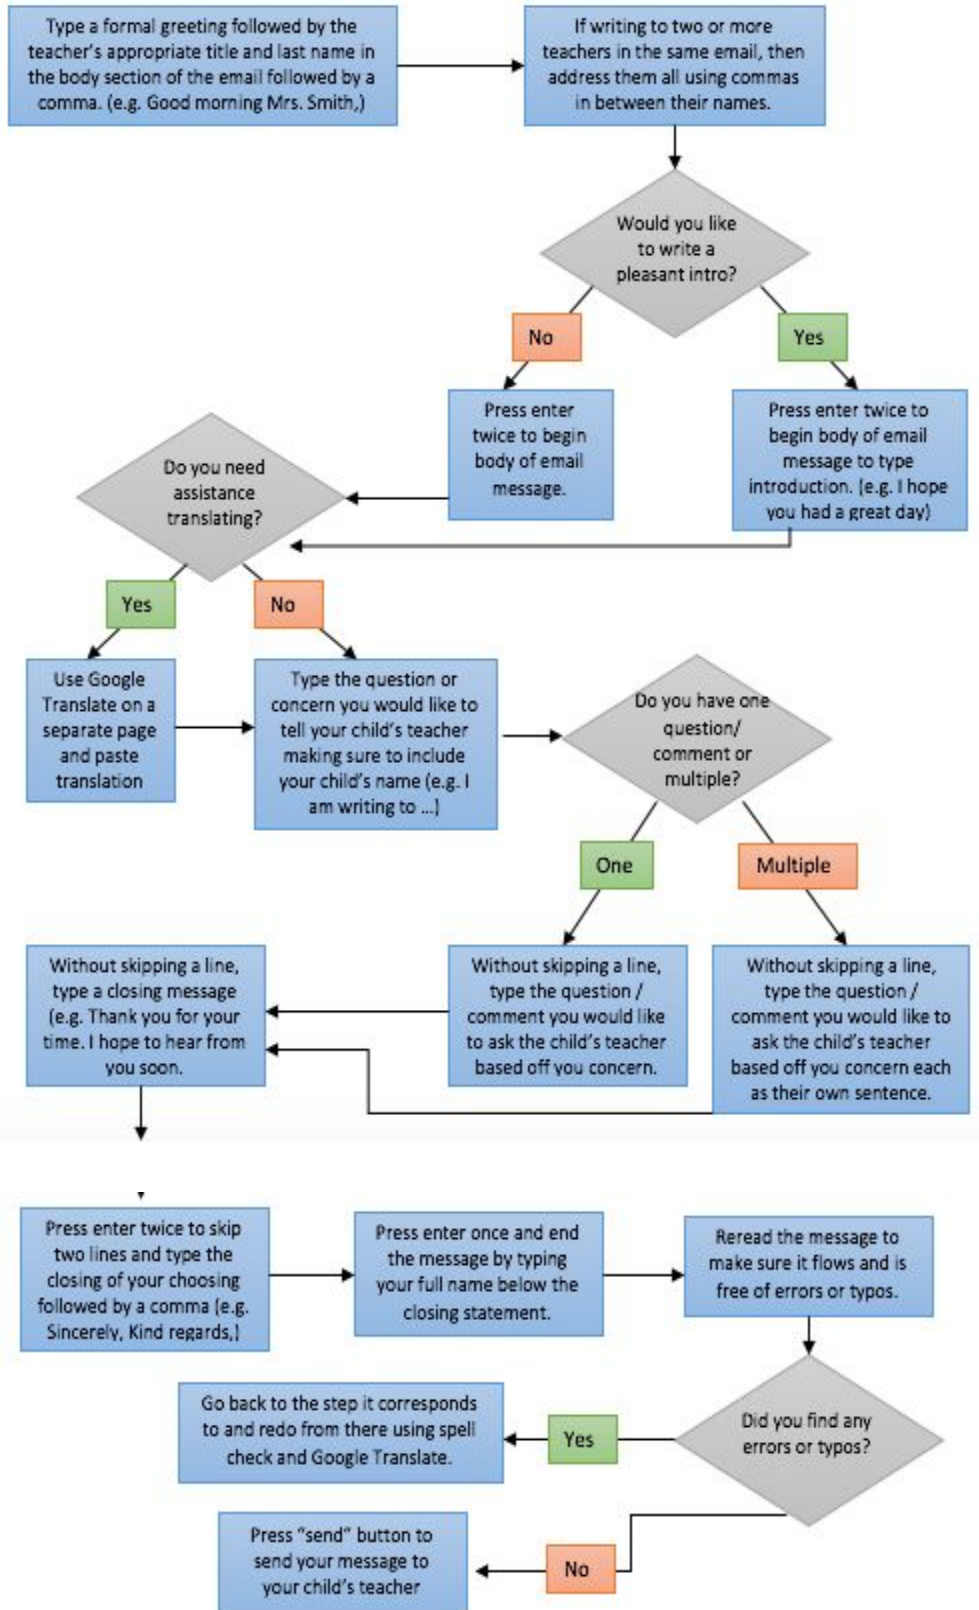 Type a formal greeting followed by the
teacher's appropriate title and last name in
the body section of the email followed by a
comma. (e.g. Good morning Mrs. Smith,)
If writing to two or more
teachers in the same email, then
address them all using commas
in between their names.
Would you like
to write a
pleasant intro?
No
Yes
Press enter
twice to begin
body of email
message.
Press enter twice to
begin body of email
message to type
introduction. (e.g. I hope
you had a great day)
Do you need
assistance
translating?
Yes
No
Use Google
Translate on a
separate page
and paste
translation
Type the question or
concern you would like to
tell your child's teacher
making sure to include
your child's name (e.g. I
am writing to ...)
Do you have one
question/
comment or
multiple?
One
Multiple
Without skipping a line,
type the question /
comment you would like
to ask the child's teacher
based off you concern.
Without skipping a line,
type the question /
comment you would like to
ask the child's teacher
based off you concern each
as their own sentence.
Without skipping a line,
type a closing message
(e.g. Thank you for your
time. I hope to hear from
you soon.
Press enter twice to skip
two lines and type the
closing of your choosing
followed by a comma (e.g.
Sincerely, Kind regards,)
Press enter once and end
the message by typing
your full name below the
closing statement.
Reread the message to
make sure it flows and is
free of errors or typos.
Did you find any
errors or typos?
Yes
Go back to the step it corresponds
to and redo from there using spell
check and Google Translate.
No
Press "send" button to
send your message to
your child's teacher